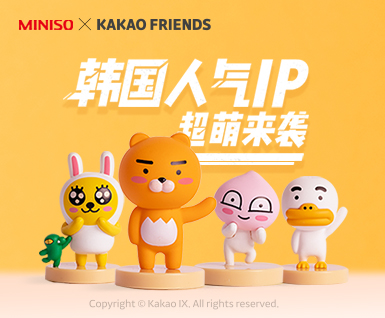 MINISO × KAKAO FRIENDS
韩国人气IP
超萌来袭
Copyright © Kakao IX. All rights reserved.